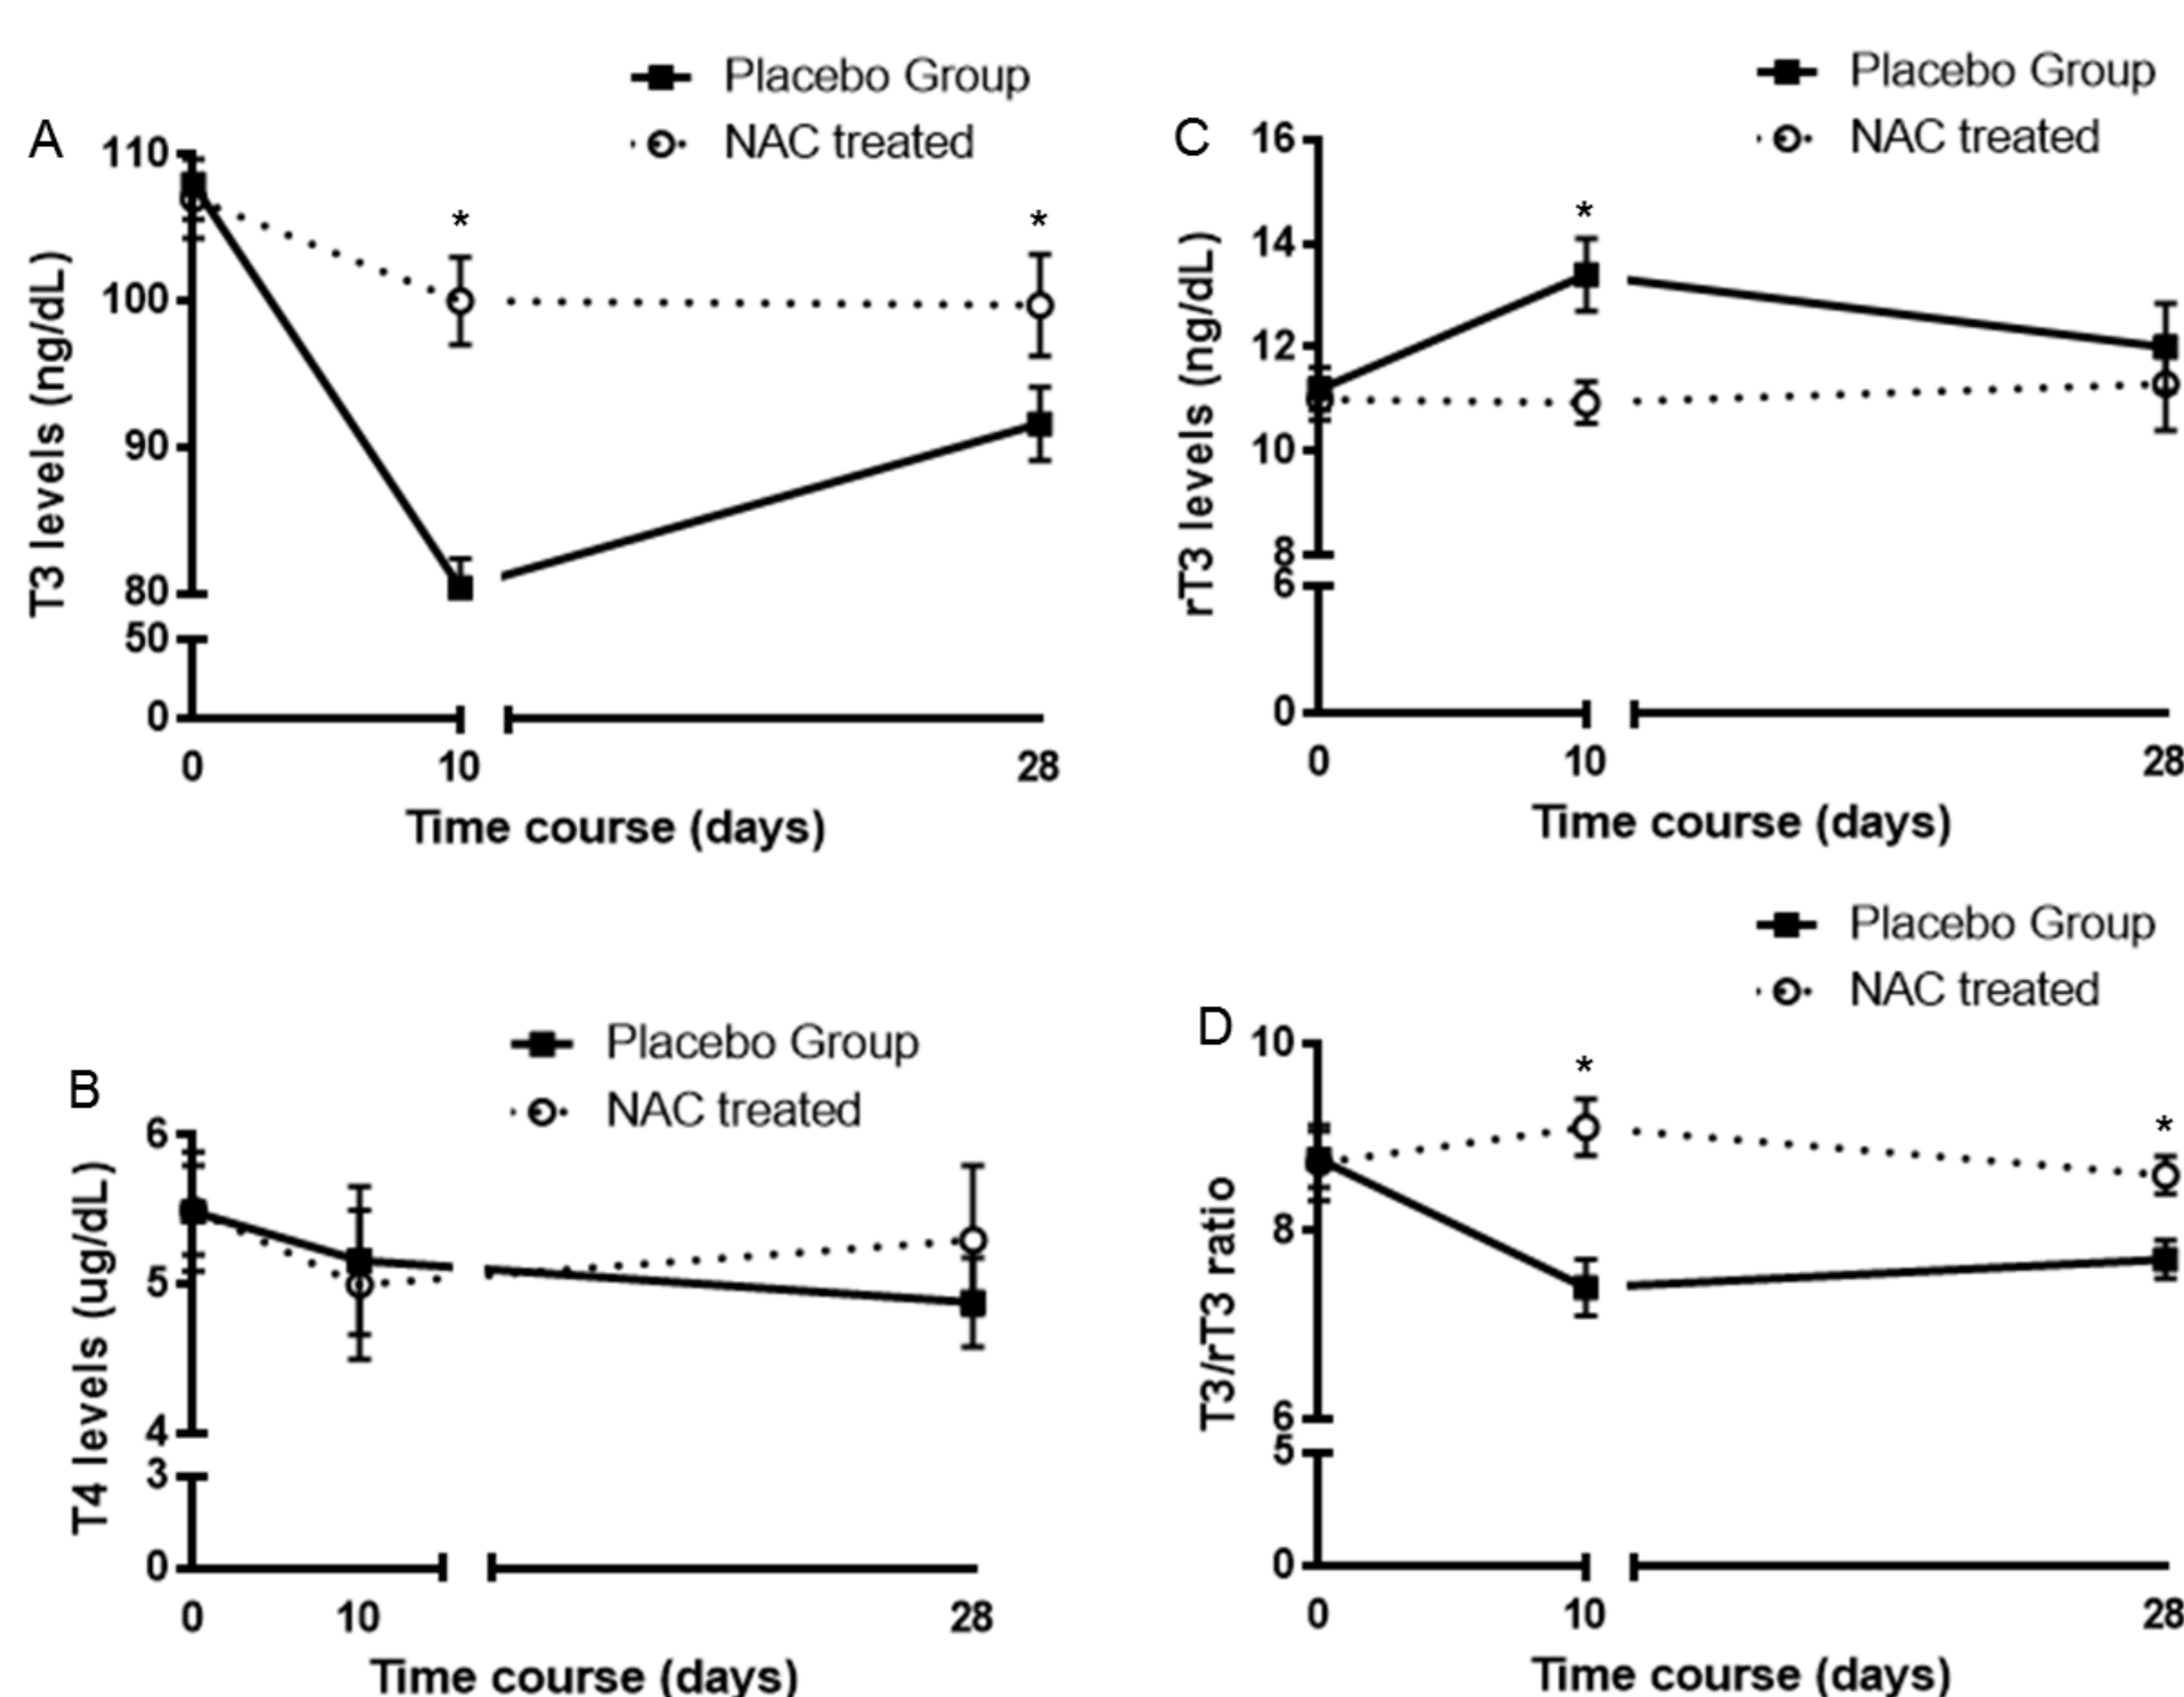 A
Placebo Group
NAC treated
*
*
T3 levels (ng/dL)
110
100
90
80
50
0
0 10 28
Time course (days)
B
Placebo Group
NAC treated
T4 levels (ug/dL)
6
5
4
3
0
0 10 28
Time course (days)
C
Placebo Group
NAC treated
*
rT3 levels (ng/dL)
16
14
12
10
8
6
0
0 10 28
Time course (days)
D
Placebo Group
NAC treated
*
*
T3/rT3 ratio
10
8
6
5
0
0 10 28
Time course (days)